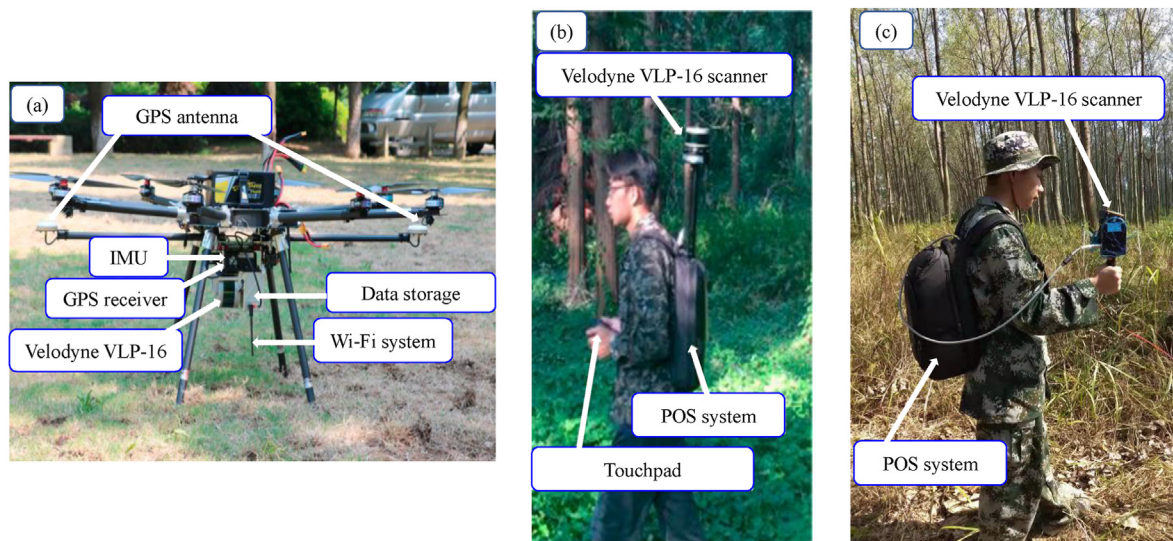 (a)
GPS antenna
IMU
GPS receiver
Velodyne VLP-16
Data storage
Wi-Fi system
(b)
Velodyne VLP-16 scanner
POS system
Touchpad
(c)
Velodyne VLP-16 scanner
POS system